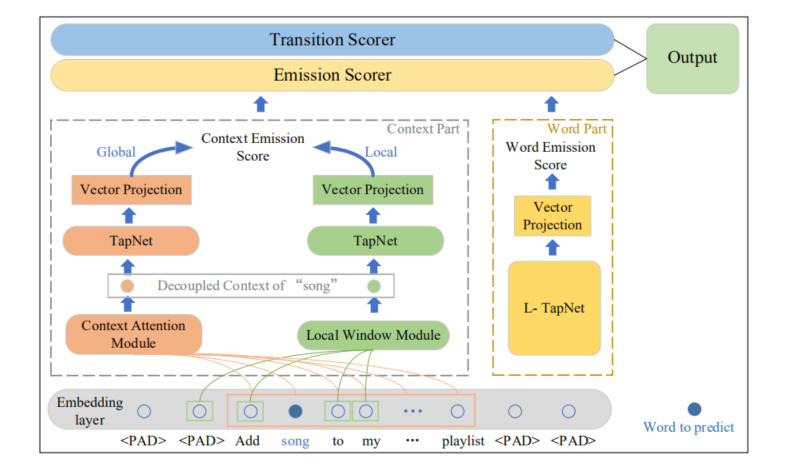 Transition Scorer
Emission Scorer
Output
Context Part
Context Emission
Score
Global
Local
Vector Projection
Vector Projection
TapNet
TapNet
Decoupled Context of “song”
Context Attention
Module
Local Window Module
Word Part
Word Emission
Score
Vector
Projection
L- TapNet
Embedding
layer
<PAD> <PAD> Add song to my ··· playlist <PAD> <PAD>
Word to predict